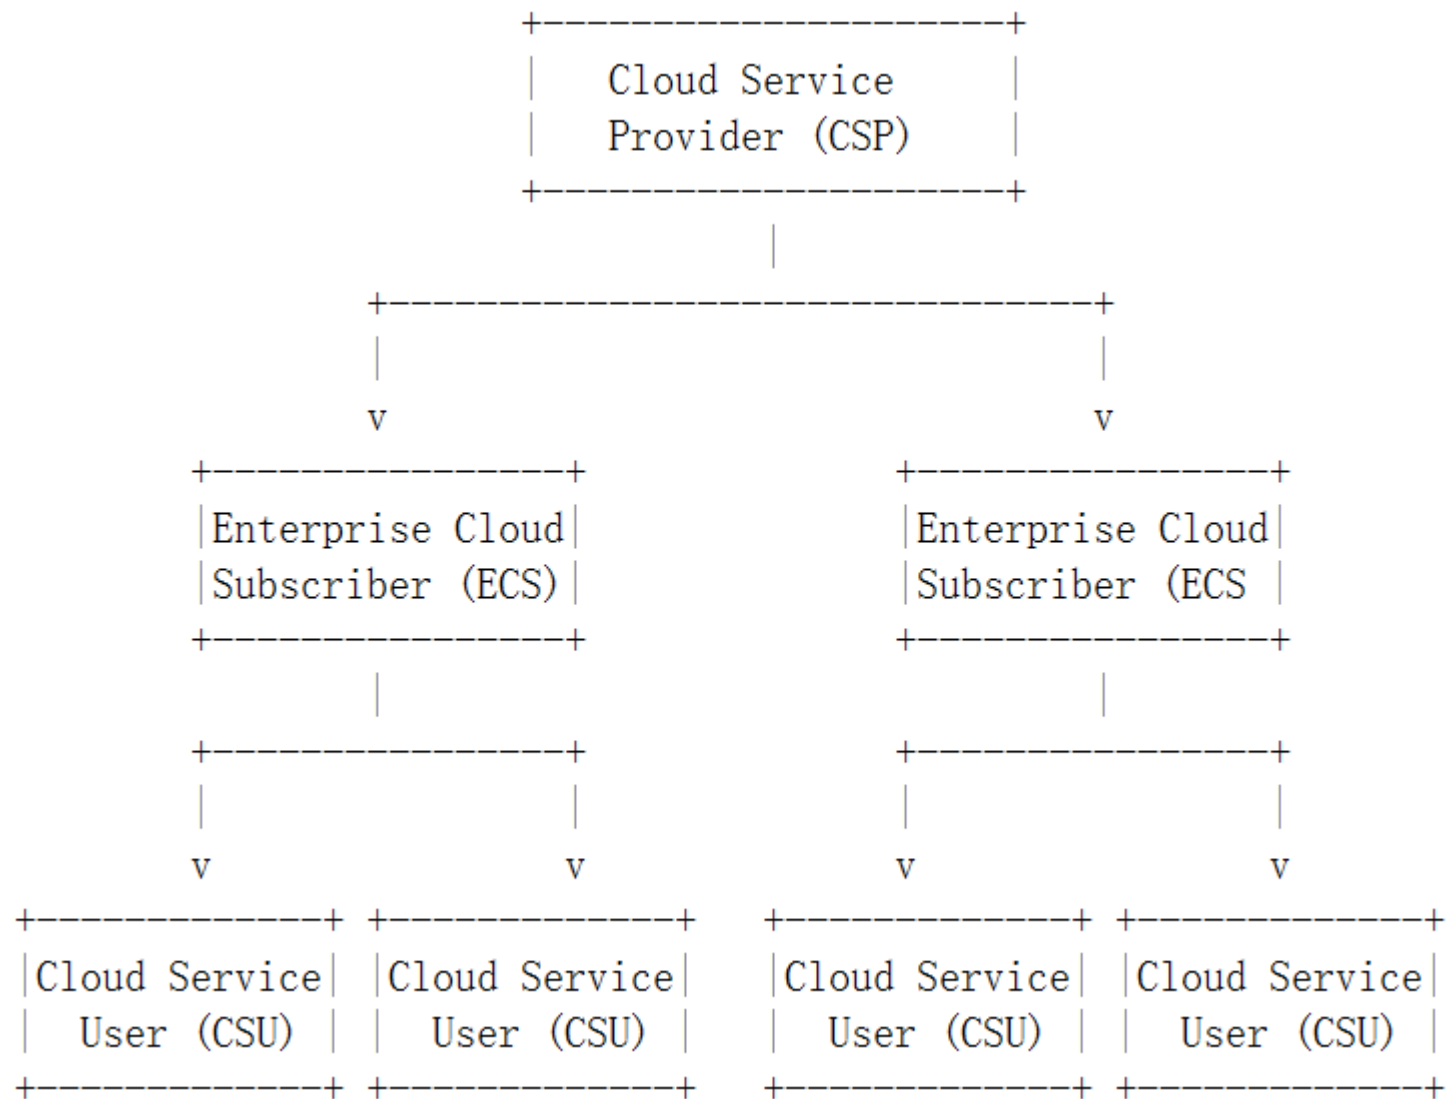 Cloud Service
Provider (CSP)
v
v
Enterprise Cloud
Subscriber (ECS)
Enterprise Cloud
Subscriber (ECS
v
v
v
v
Cloud Service
User (CSU)
Cloud Service
User (CSU)
Cloud Service
User (CSU)
Cloud Service
User (CSU)